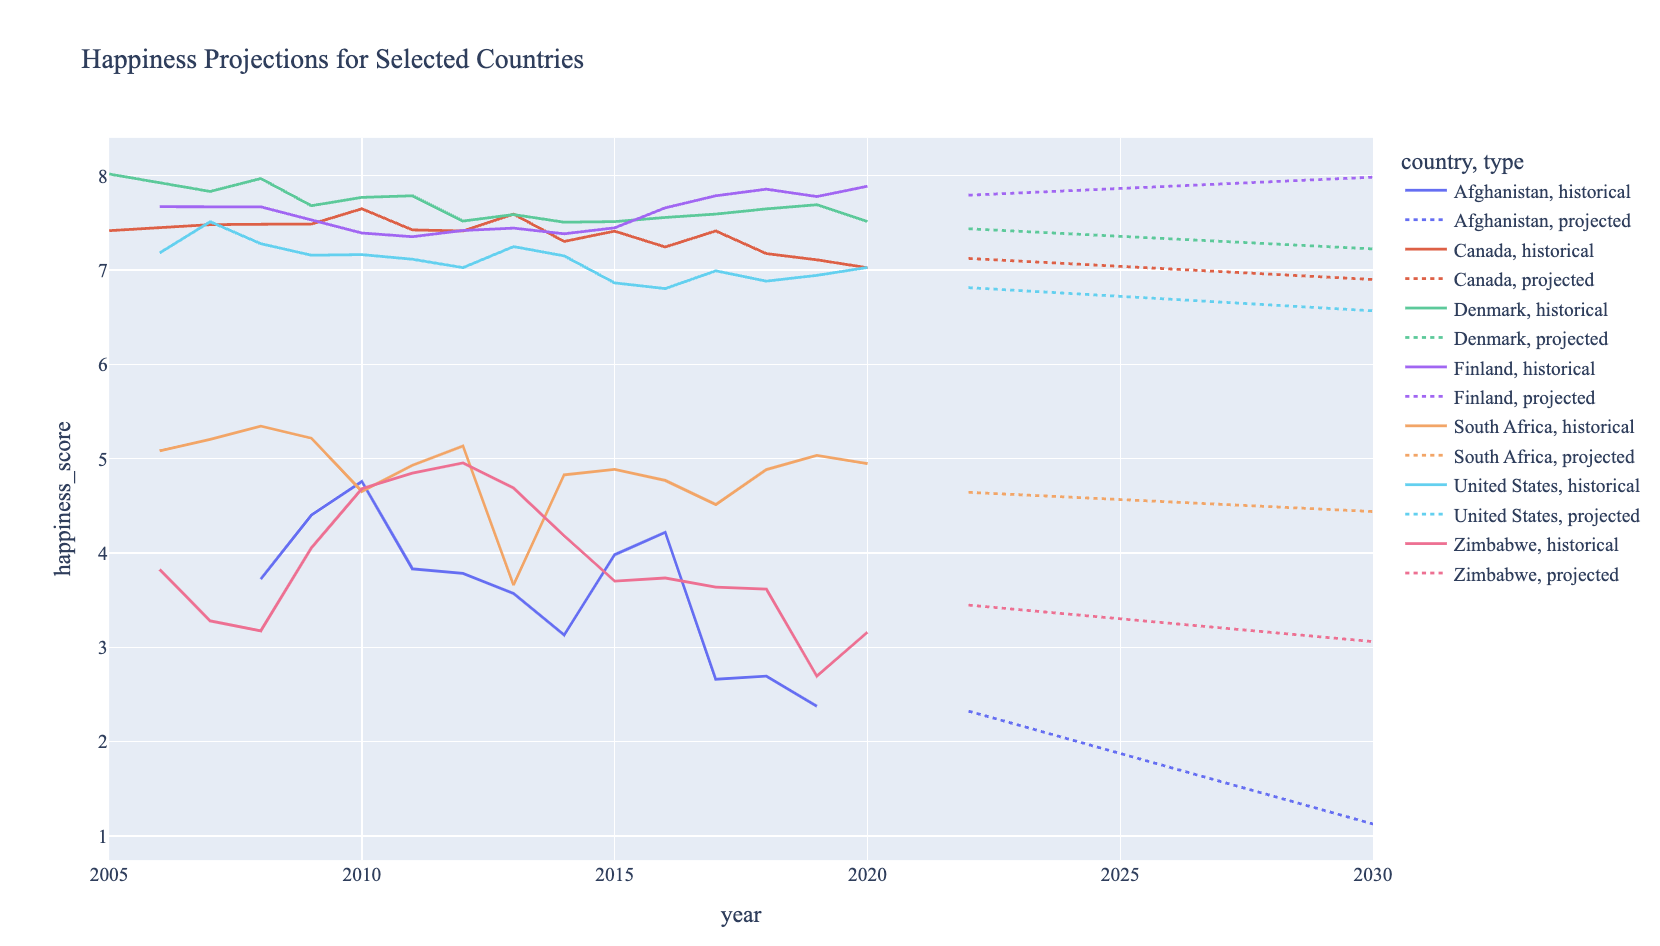 Happiness Projections for Selected Countries
happiness_score
8
7
6
5
4
3
2
1
2005
2010
2015
2020
2025
2030
year
country, type
Afghanistan, historical
Afghanistan, projected
Canada, historical
Canada, projected
Denmark, historical
Denmark, projected
Finland, historical
Finland, projected
South Africa, historical
South Africa, projected
United States, historical
United States, projected
Zimbabwe, historical
Zimbabwe, projected